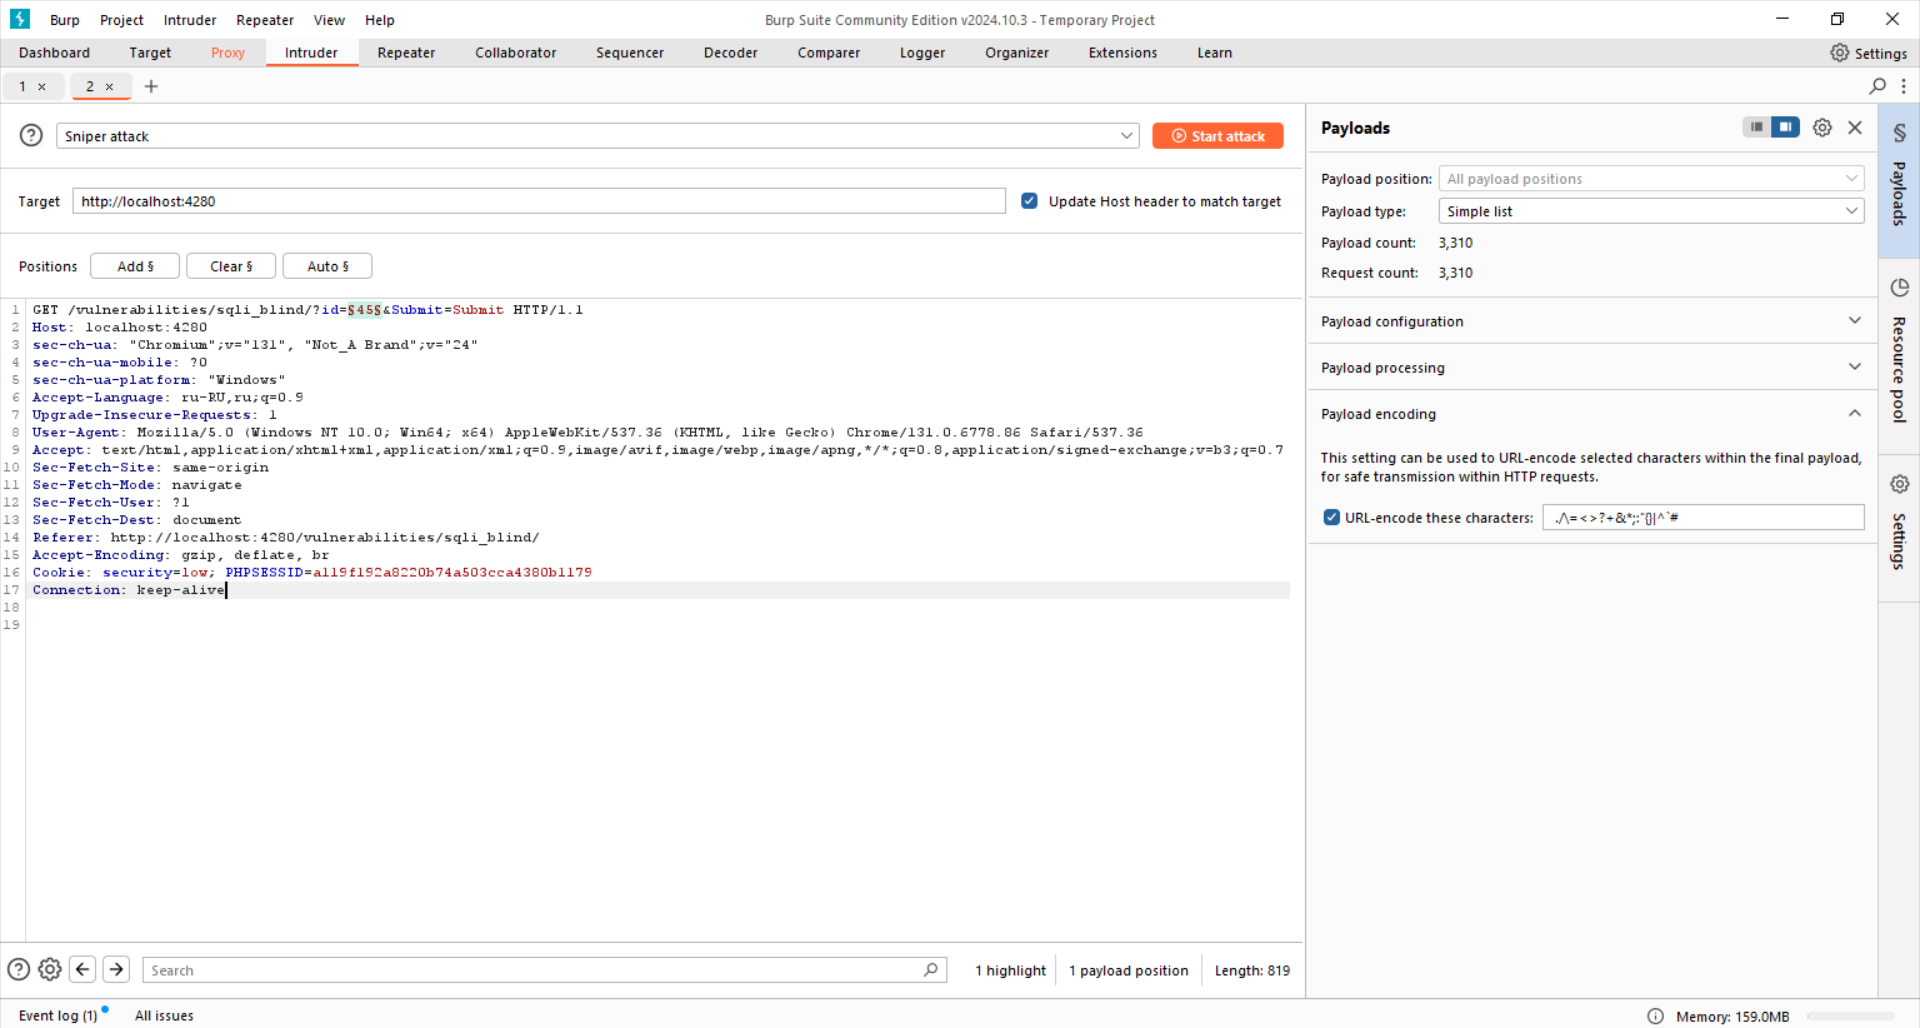 Burp Project Intruder Repeater View Help Burp Suite Community Edition v2024.10.3 - Temporary Project
Dashboard Target Proxy Intruder Repeater Collaborator Sequencer Decoder Comparer Logger Organizer Extensions Learn Settings
1 × 2 × +
Sniper attack Start attack
Target http://localhost:4280 Update Host header to match target
Positions Add § Clear § Auto §
1 GET /vulnerabilities/sqli_blind/?id=§45§&Submit=Submit HTTP/1.1
2 Host: localhost:4280
3 sec-ch-ua: "Chromium";v="131", "Not_A Brand";v="24"
4 sec-ch-ua-mobile: ?0
5 sec-ch-ua-platform: "Windows"
6 Accept-Language: ru-RU,ru;q=0.9
7 Upgrade-Insecure-Requests: 1
8 User-Agent: Mozilla/5.0 (Windows NT 10.0; Win64; x64) AppleWebKit/537.36 (KHTML, like Gecko) Chrome/131.0.6778.86 Safari/537.36
9 Accept: text/html,application/xhtml+xml,application/xml;q=0.9,image/avif,image/webp,image/apng,*/*;q=0.8,application/signed-exchange;v=b3;q=0.7
10 Sec-Fetch-Site: same-origin
11 Sec-Fetch-Mode: navigate
12 Sec-Fetch-User: ?1
13 Sec-Fetch-Dest: document
14 Referer: http://localhost:4280/vulnerabilities/sqli_blind/
15 Accept-Encoding: gzip, deflate, br
16 Cookie: security=low; PHPSESSID=a119f192a8220b74a503cca4380b1179
17 Connection: keep-alive
18
19
Search 1 highlight 1 payload position Length: 819
Payloads
Payload position: All payload positions
Payload type: Simple list
Payload count: 3,310
Request count: 3,310
Payload configuration
Payload processing
Payload encoding
This setting can be used to URL-encode selected characters within the final payload,
for safe transmission within HTTP requests.
URL-encode these characters: ./\=<>?+&*;:"{}|^`#
§ Payloads
Resource pool
Settings
Event log (1) All issues Memory: 159.0MB